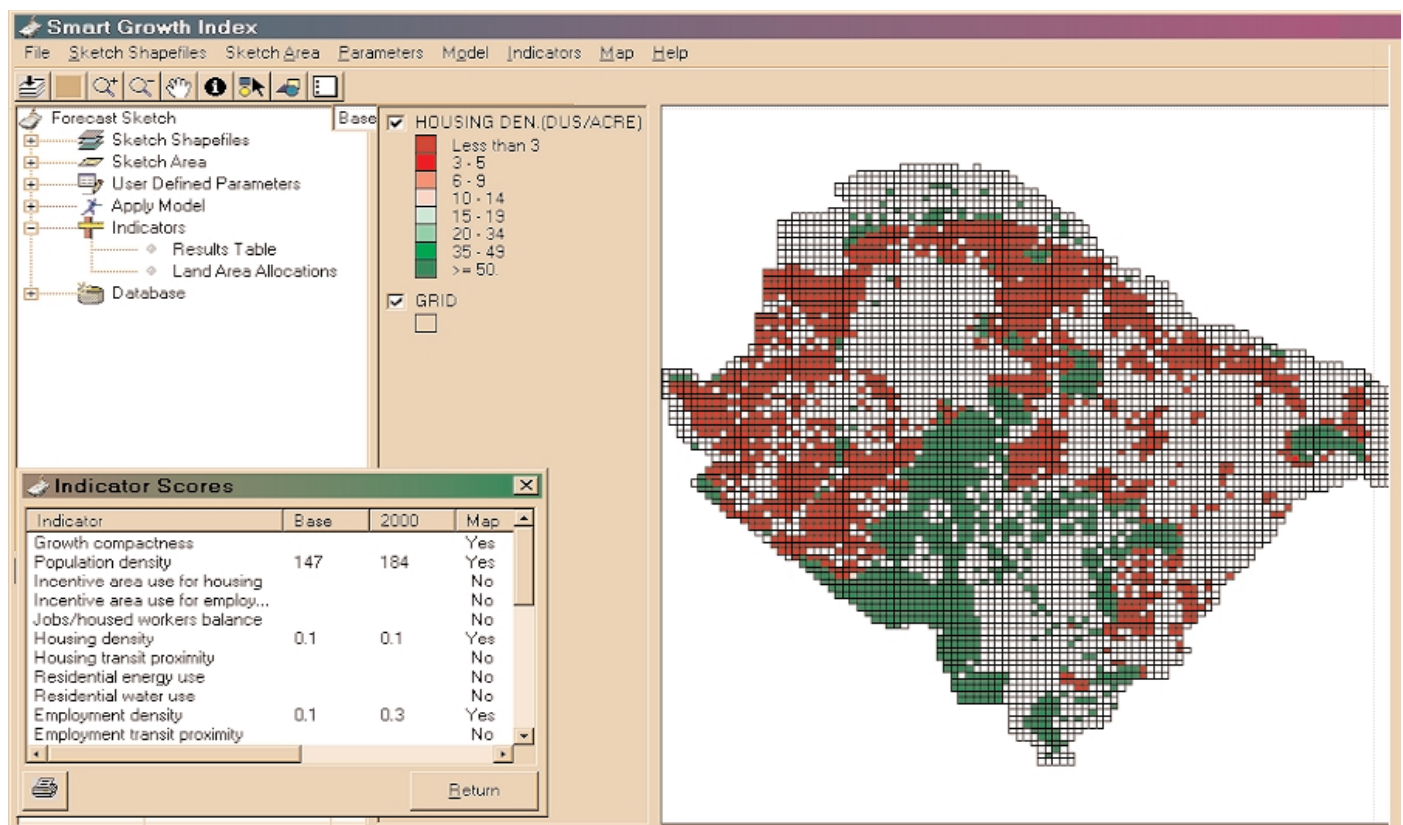 Smart Growth Index
File Sketch Shapefiles Sketch Area Parameters Model Indicators Map Help
Forecast Sketch
Sketch Shapefiles
Sketch Area
User Defined Parameters
Apply Model
Indicators
Results Table
Land Area Allocations
Database
Base
HOUSING DEN.(DUS/ACRE)
Less than 3
3 - 5
6 - 9
10 - 14
15 - 19
20 - 34
35 - 49
>= 50.
GRID
Indicator Scores
Indicator Base 2000 Map
Growth compactness Yes
Population density 147 184 Yes
Incentive area use for housing No
Incentive area use for employ... No
Jobs/housed workers balance No
Housing density 0.1 0.1 Yes
Housing transit proximity No
Residential energy use No
Residential water use No
Employment density 0.1 0.3 Yes
Employment transit proximity No
Return